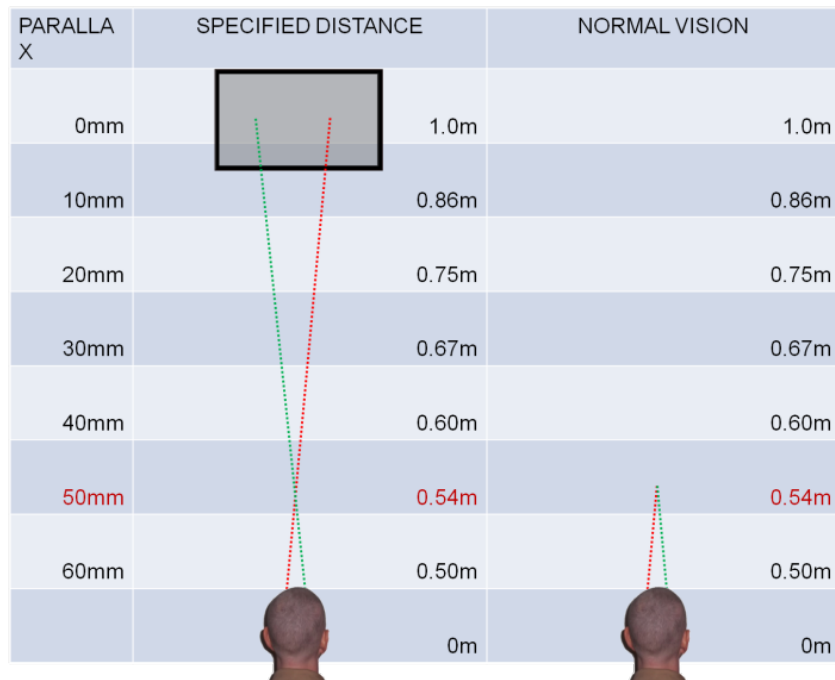 PARALLA SPECIFIED DISTANCE NORMAL VISION
X
0mm 1.0m 1.0m
10mm 0.86m 0.86m
20mm 0.75m 0.75m
30mm 0.67m 0.67m
40mm 0.60m 0.60m
50mm 0.54m 0.54m
60mm 0.50m 0.50m
0m 0m